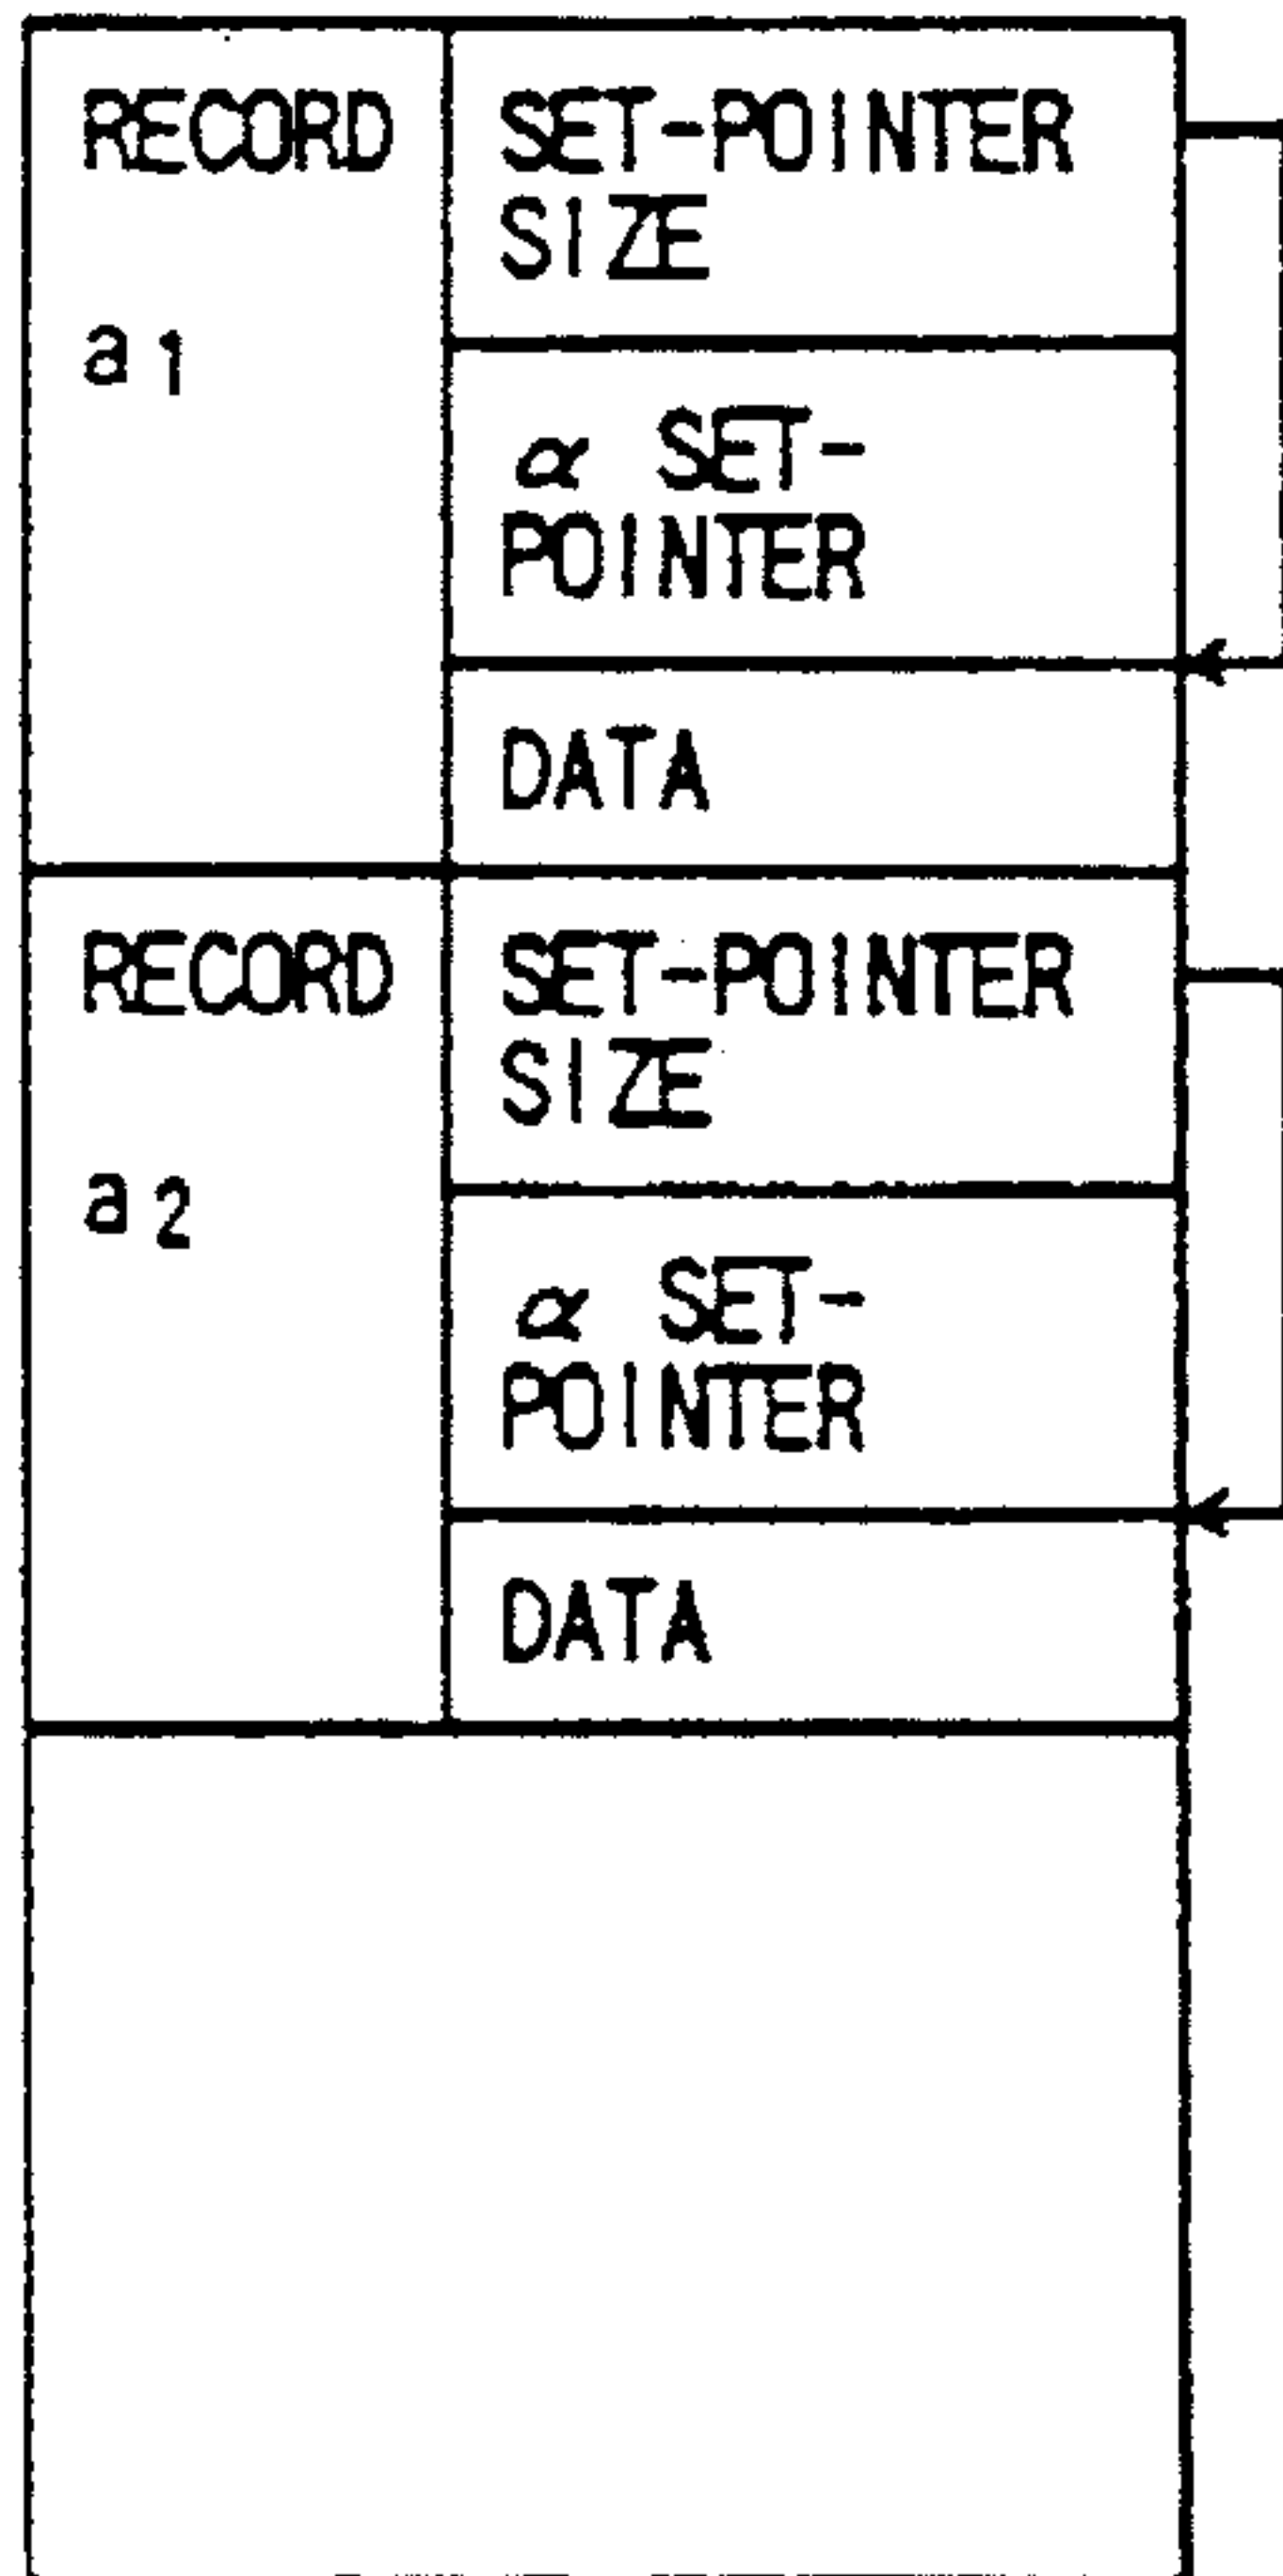 RECORD SET-POINTER
SIZE
a1
α SET-
POINTER
DATA
RECORD SET-POINTER
SIZE
a2
α SET-
POINTER
DATA